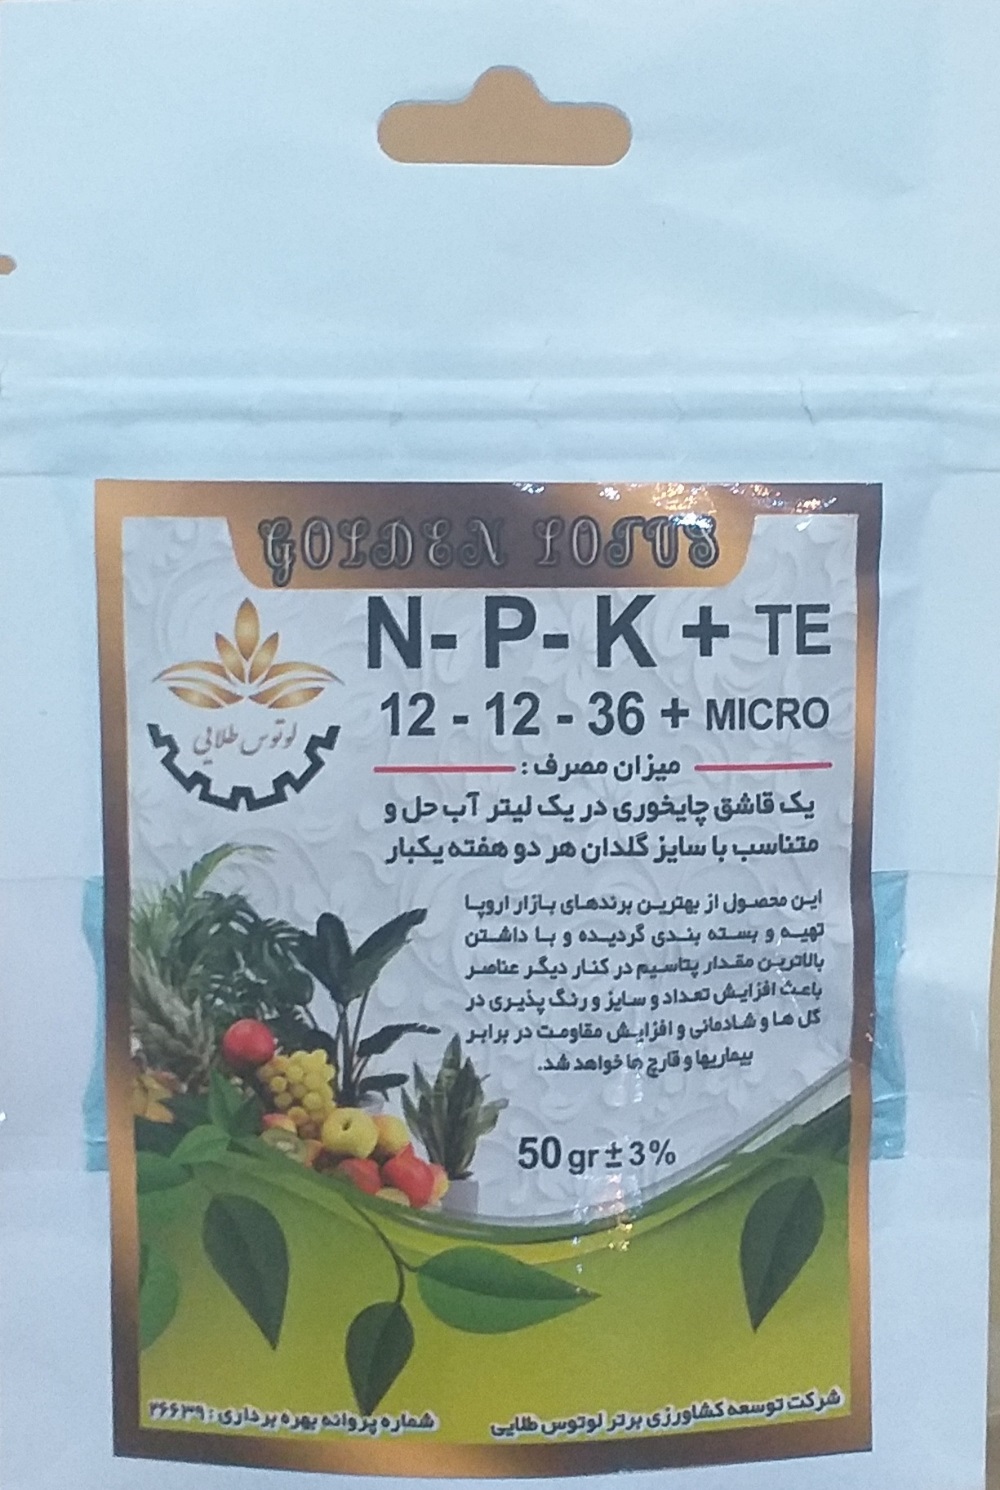 GOLDEN LOTUS
N- P- K + TE
12 - 12 - 36 + MICRO
لوتوس طلایی
میزان مصرف :
یک قاشق چایخوری در یک لیتر آب حل و
متناسب با سایز گلدان هر دو هفته یکبار
این محصول از بهترین برندهای بازار اروپا
تهیه و بسته بندی گردیده و با داشتن
بالاترین مقدار پتاسیم در کنار دیگر عناصر
باعث افزایش تعداد و سایز و رنگ پذیری در
گل ها و شادمانی و افزایش مقاومت در برابر
بیماریها و قارچ ها خواهد شد.
50 gr ± 3%
شرکت توسعه کشاورزی برتر لوتوس طلایی
شماره پروانه بهره برداری : ۲۶۶۳۹